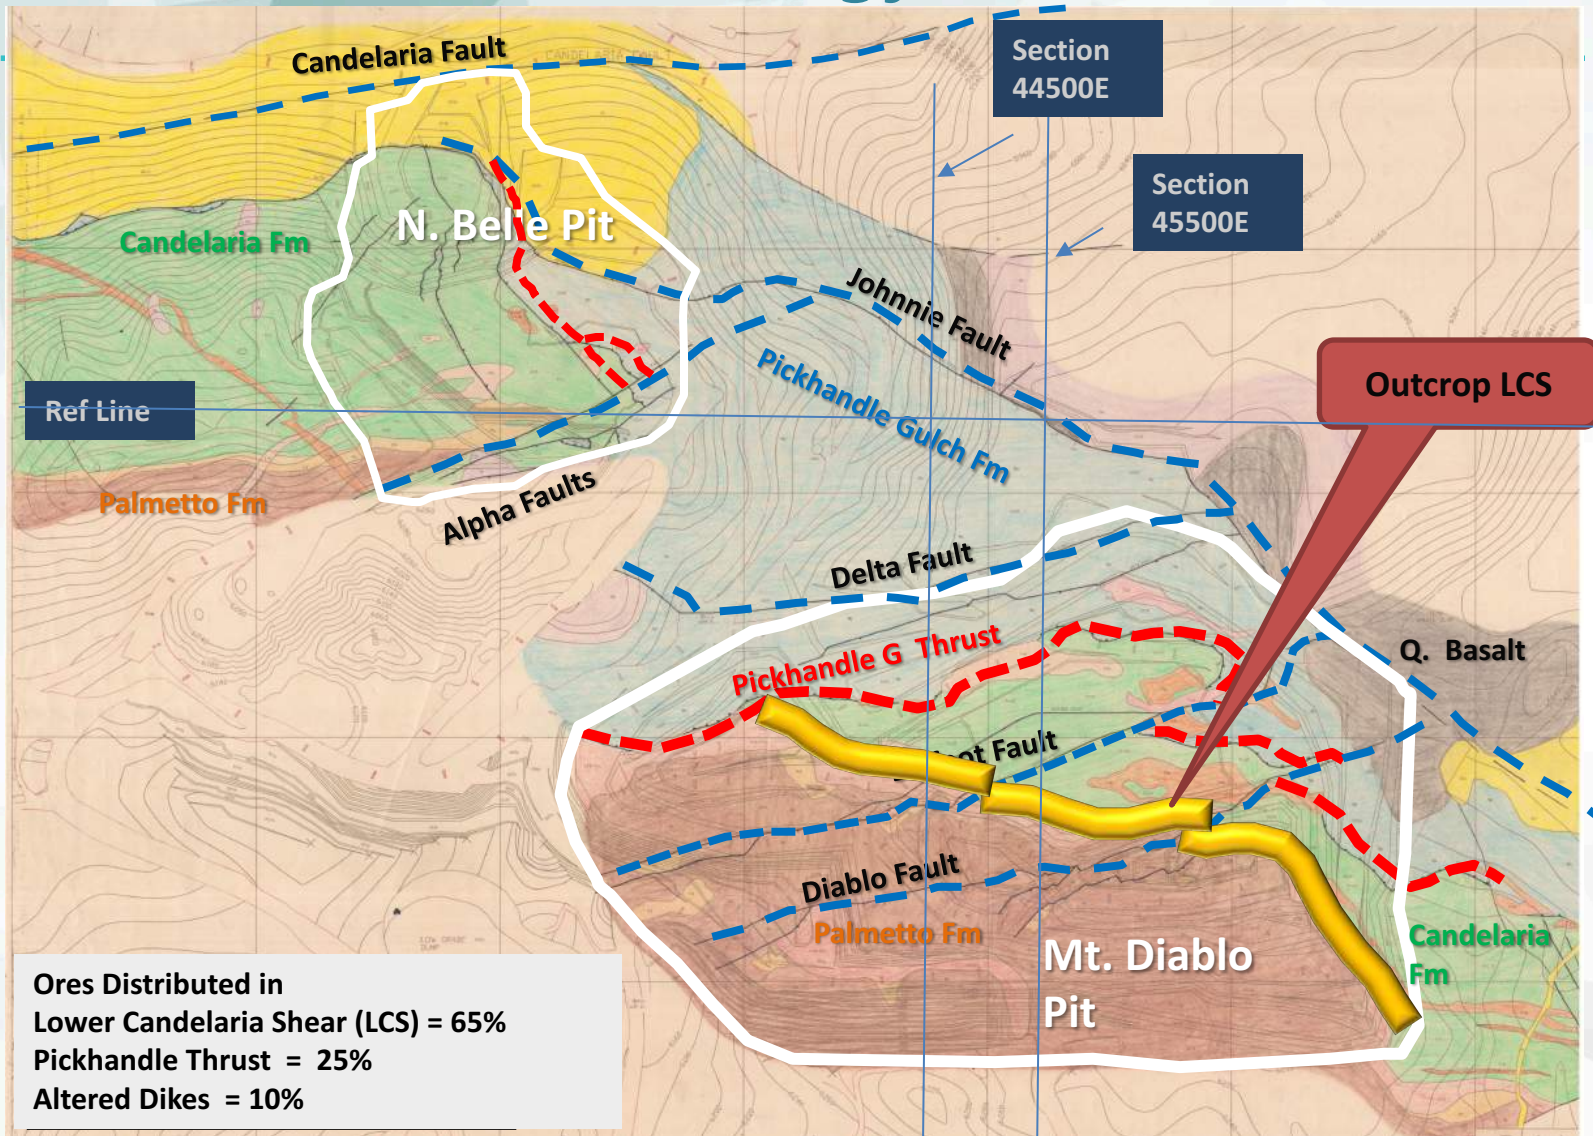 Candelaria Fault
Section
44500E
Section
45500E
N. Belle Pit
Candelaria Fm
Johnnie Fault
Pickhandle Gulch Fm
Outcrop LCS
Ref Line
Palmetto Fm
Alpha Faults
Delta Fault
Pickhandle G Thrust
Q. Basalt
ot Fault
Diablo Fault
Palmetto Fm
Mt. Diablo
Pit
Candelaria
Fm
Ores Distributed in
Lower Candelaria Shear (LCS) = 65%
Pickhandle Thrust = 25%
Altered Dikes = 10%